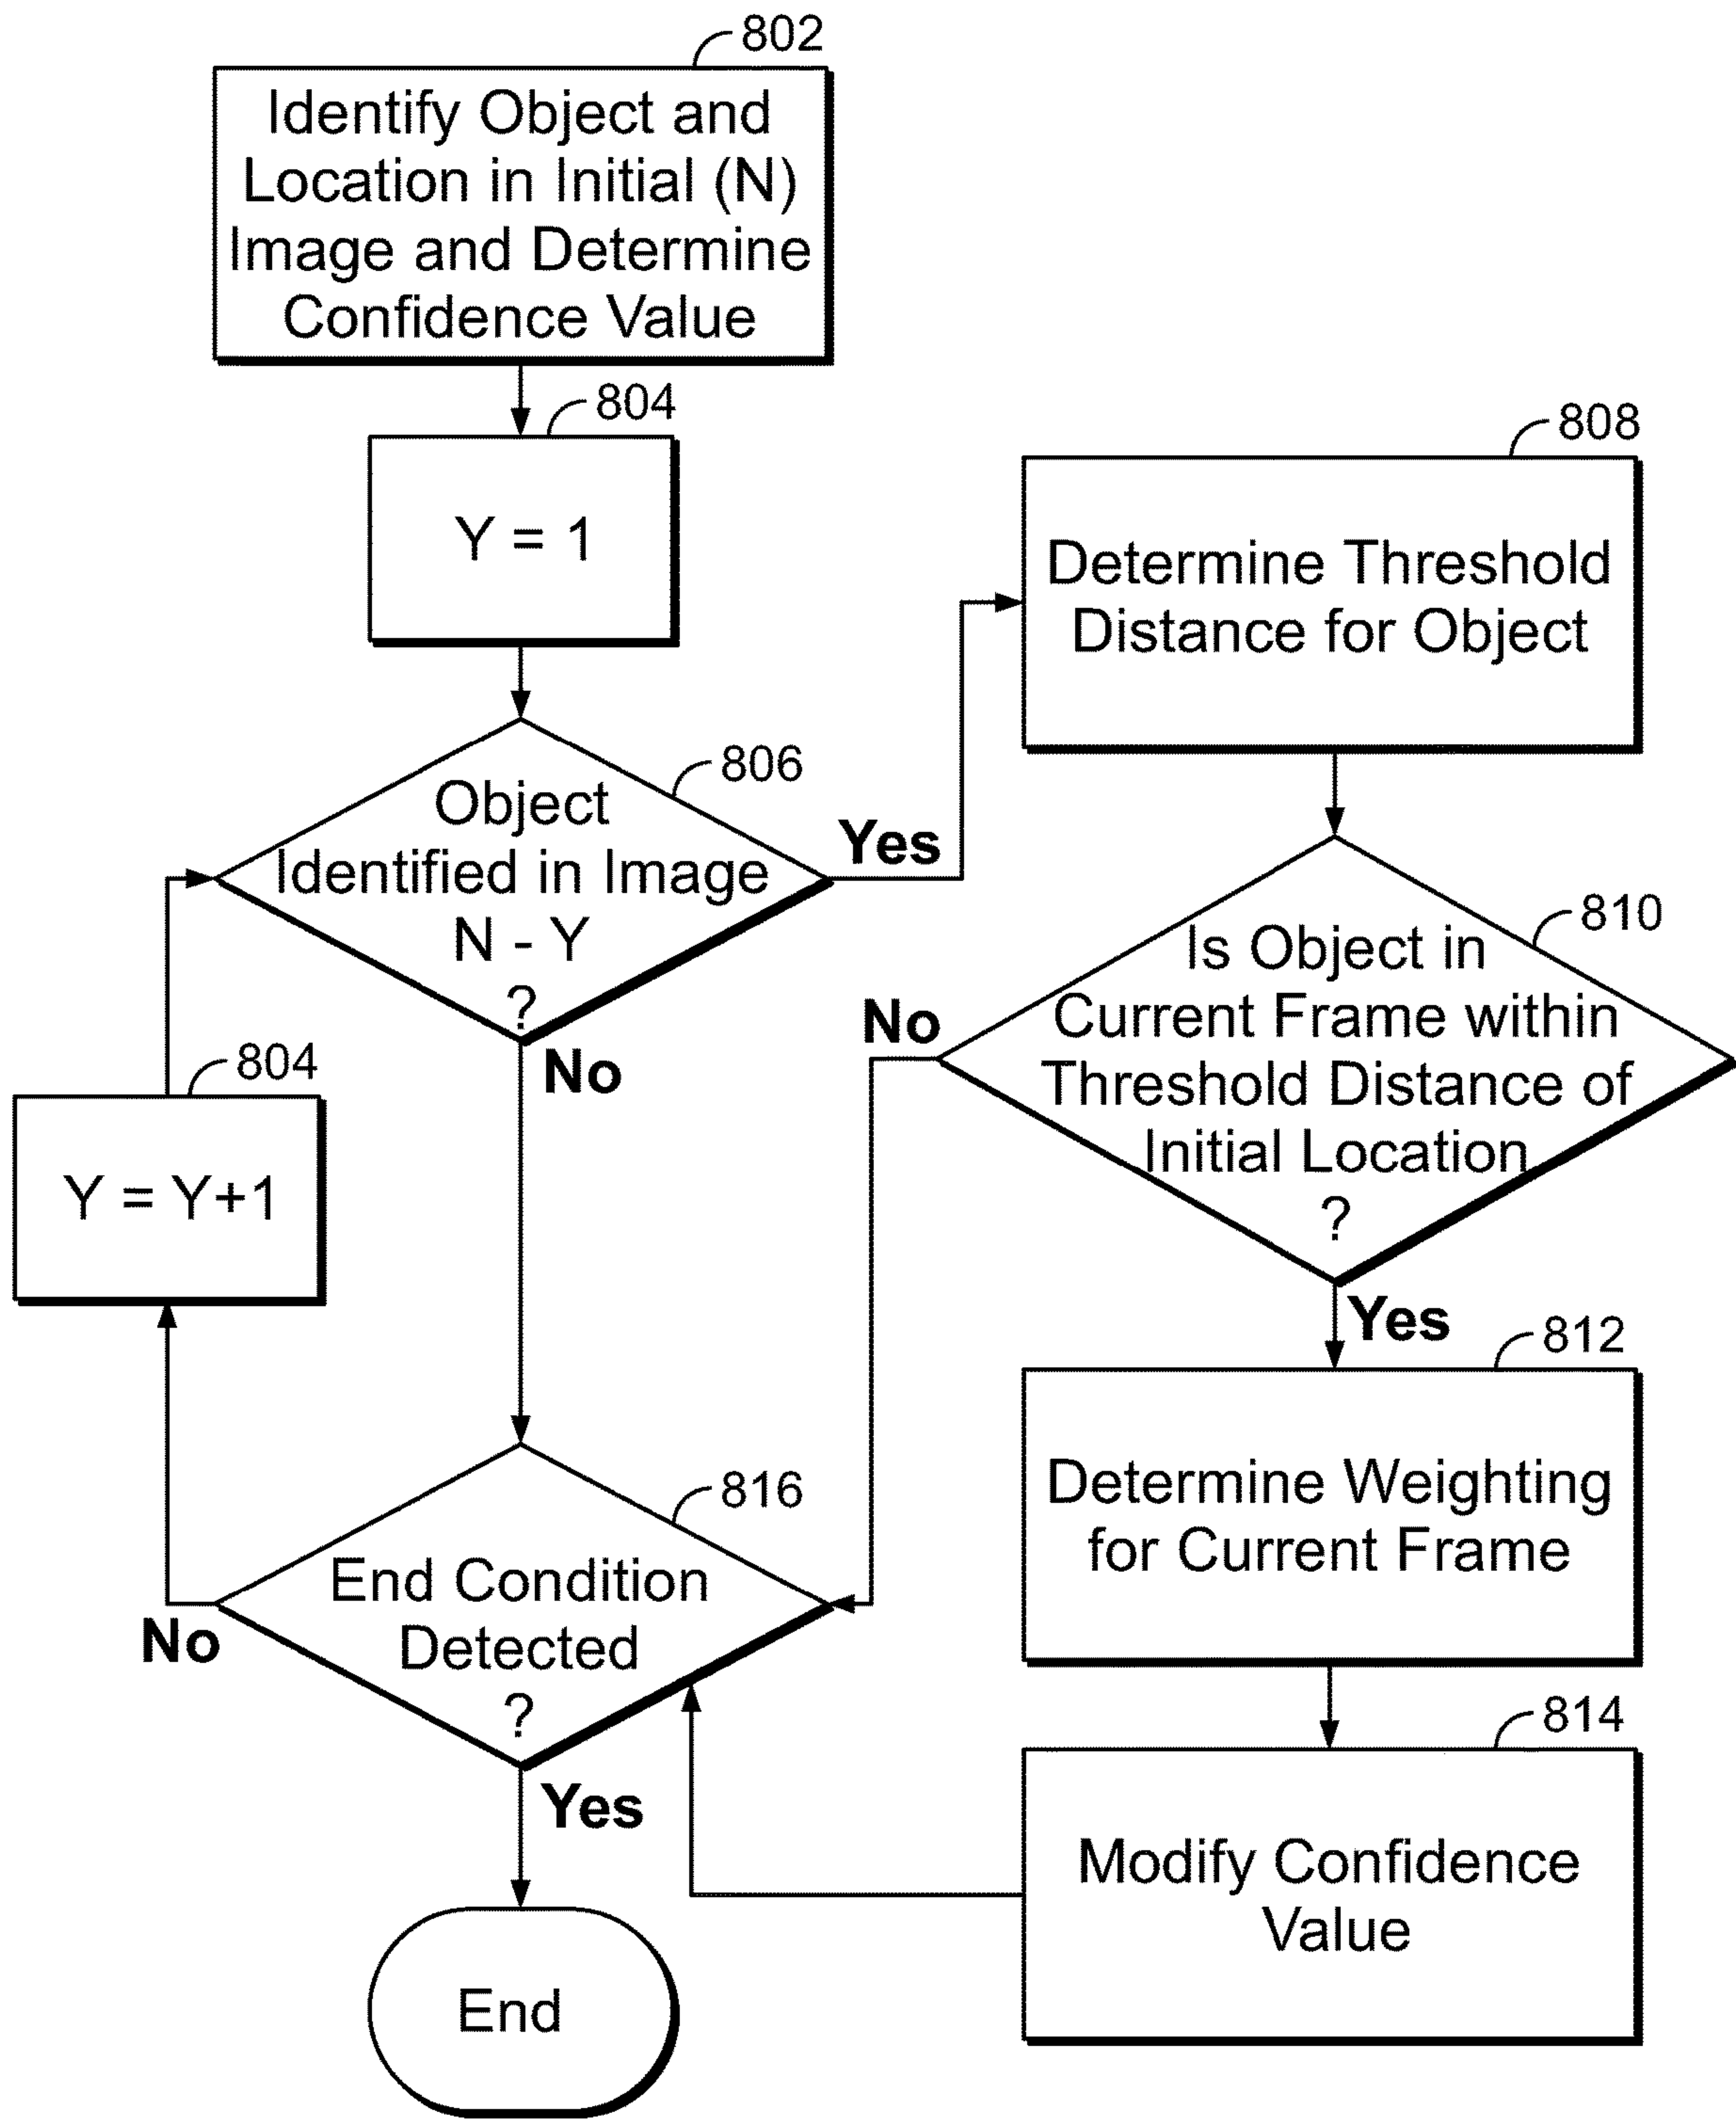 802
Identify Object and
Location in Initial (N)
Image and Determine
Confidence Value
804
Y = 1
806
Object
Identified in Image
N - Y
?
Yes
No
804
Y = Y+1
808
Determine Threshold
Distance for Object
810
Is Object in
Current Frame within
Threshold Distance of
Initial Location
?
No
Yes
812
Determine Weighting
for Current Frame
814
Modify Confidence
Value
816
End Condition
Detected
?
No
Yes
End